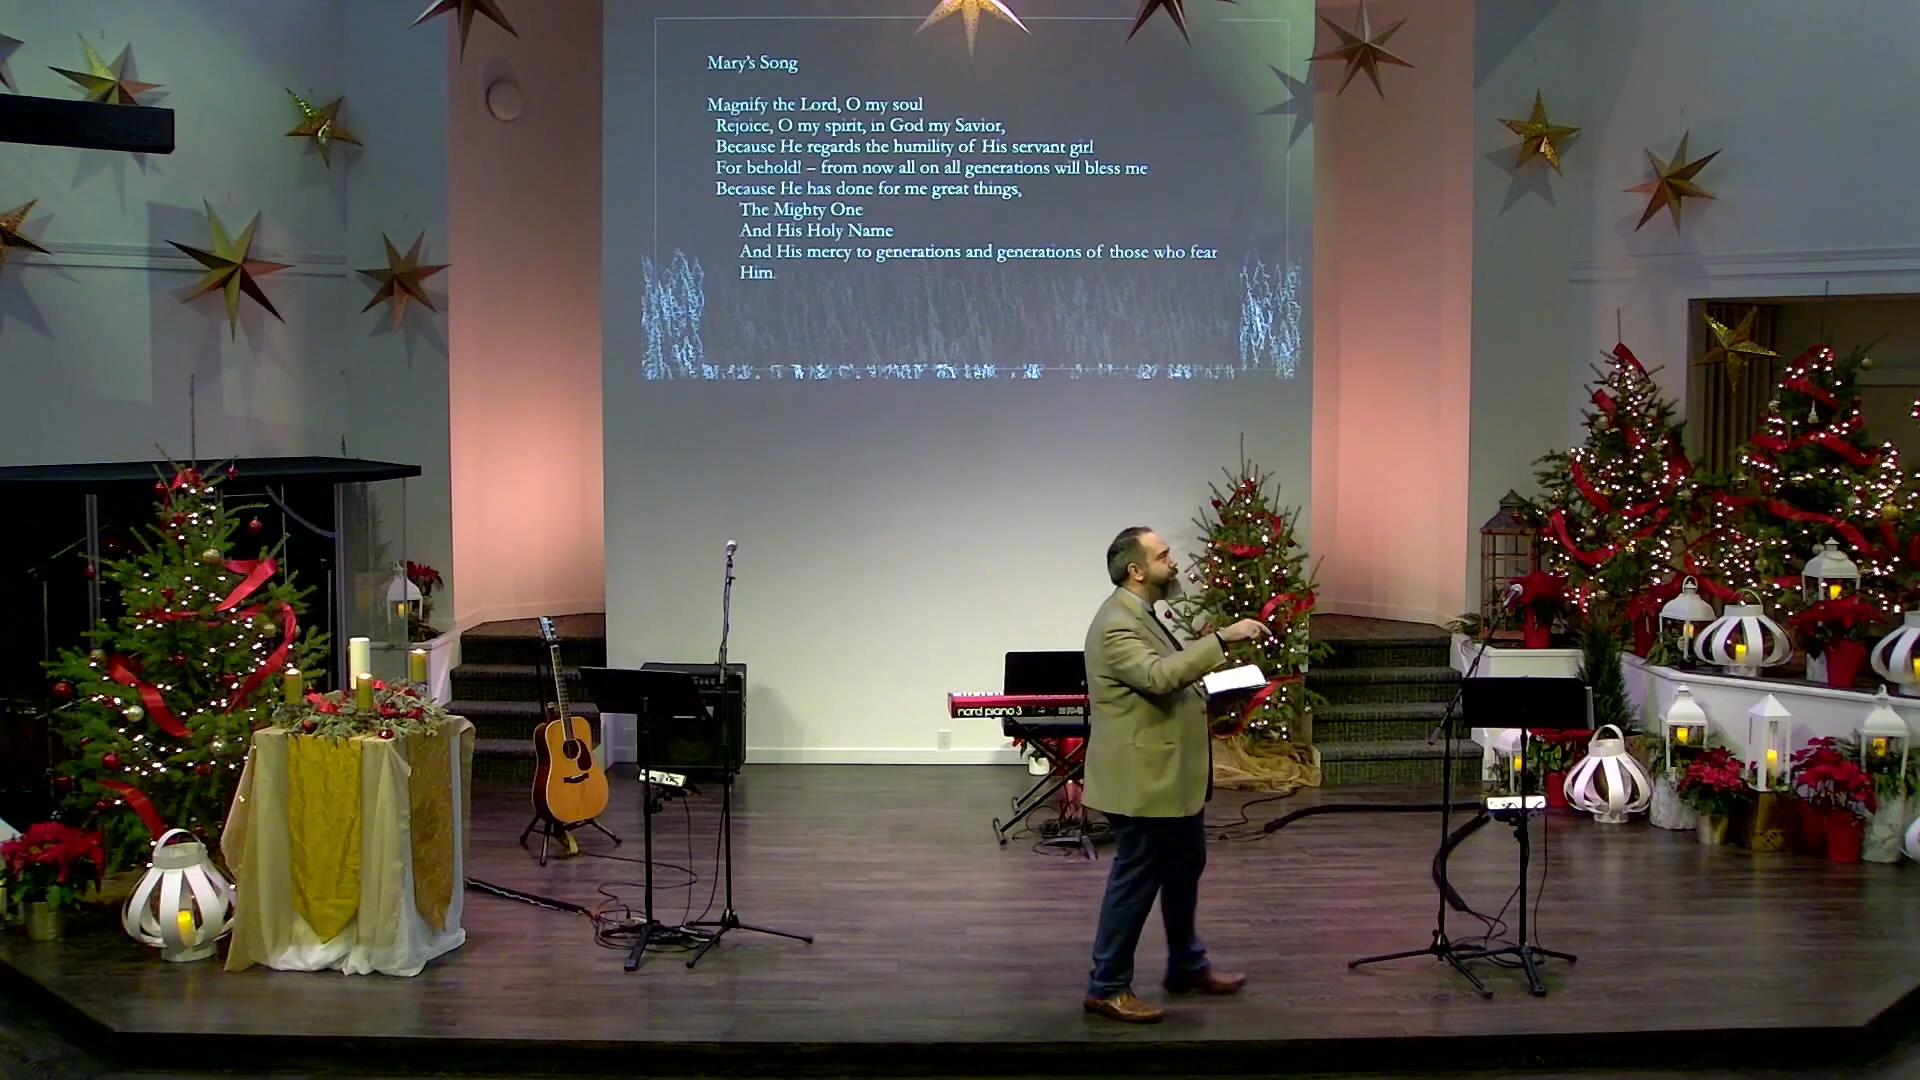 Mary's Song
Magnify the Lord, O my soul
Rejoice, O my spirit, in God my Savior,
Because He regards the humility of His servant girl
For behold! – from now all on all generations will bless me
Because He has done for me great things,
The Mighty One
And His Holy Name
And His mercy to generations and generations of those who fear
Him.
nord piano 3